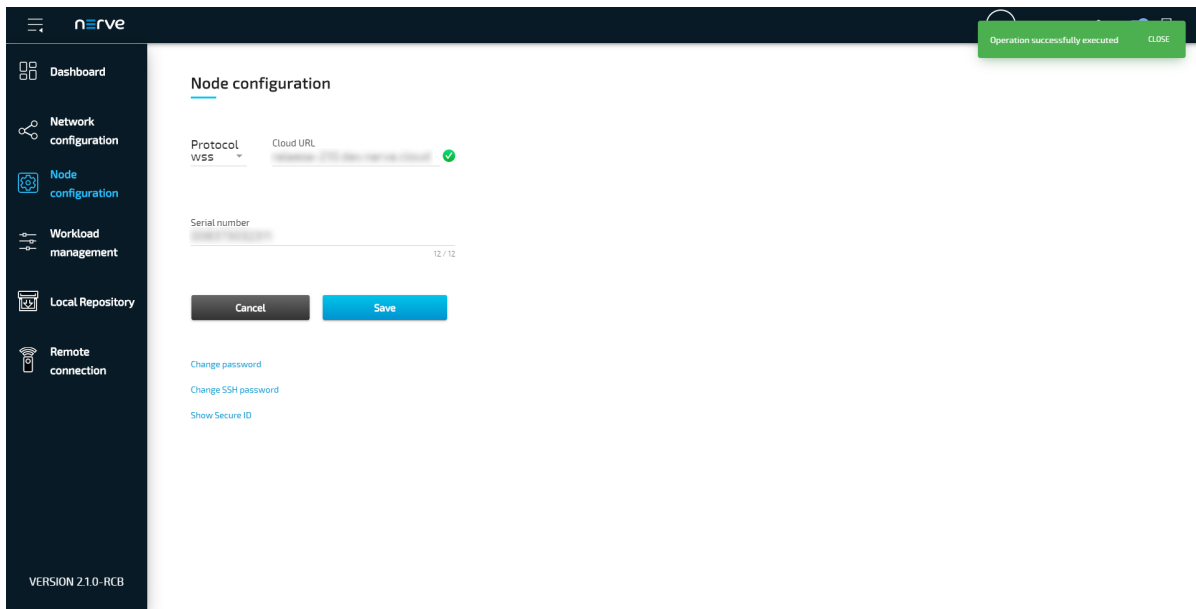 nerve
Operation successfully executed
CLOSE
Dashboard
Network
configuration
Node
configuration
Workload
management
Local Repository
Remote
connection
VERSION 2.1.0-RCB
Node configuration
Protocol
wss
Cloud URL
Serial number
12 / 12
Cancel
Save
Change password
Change SSH password
Show Secure ID